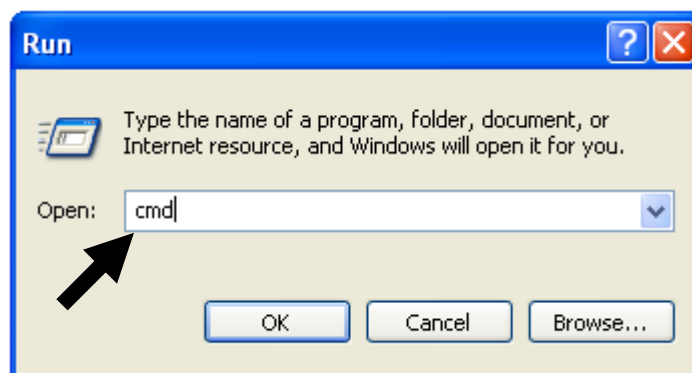 Run
Type the name of a program, folder, document, or
Internet resource, and Windows will open it for you.
Open: cmd
OK Cancel Browse...